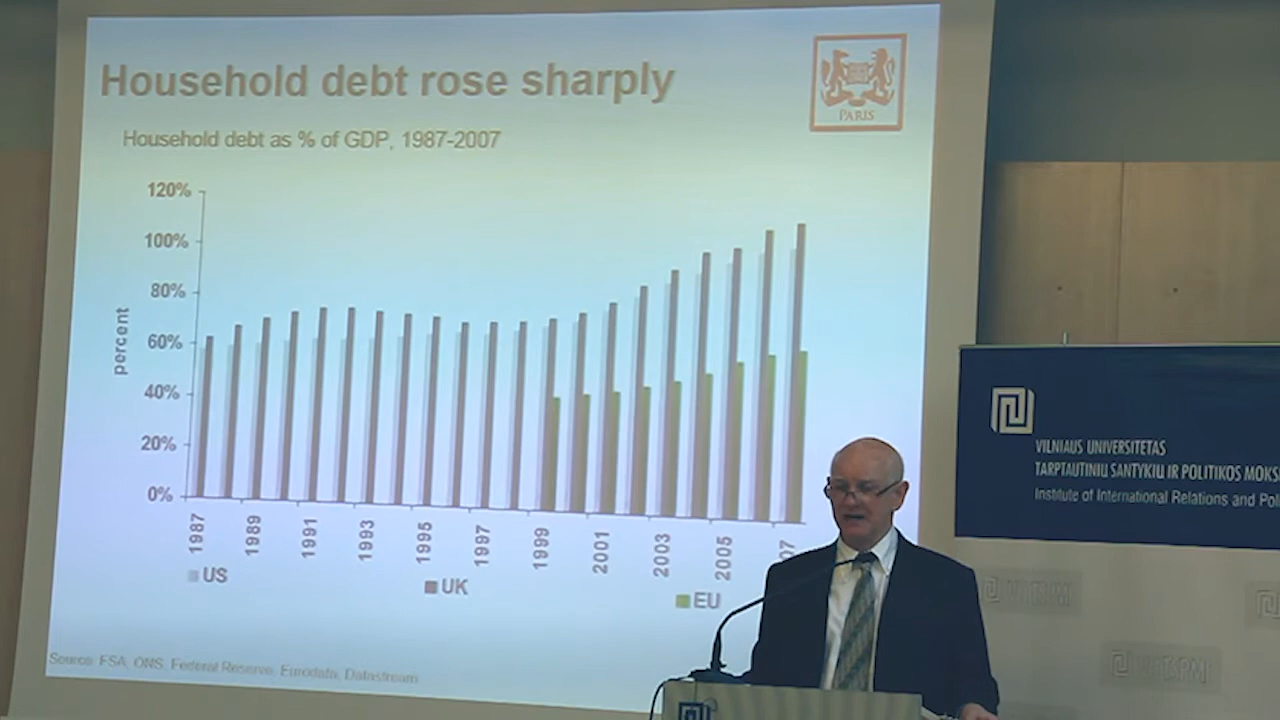 Household debt rose sharply
PARIS
Household debt as % of GDP, 1987-2007
120%
100%
80%
60%
40%
20%
0%
percent
1987
1989
1991
1993
1995
1997
1999
2001
2003
2005
07
US
UK
EU
Source: FSA, ONS, Federal Reserve, Eurodata, Datastream
VILNIAUS UNIVERSITETAS
TARPTAUTINIŲ SANTYKIŲ IR POLITIKOS MOKS
Institute of International Relations and Pol